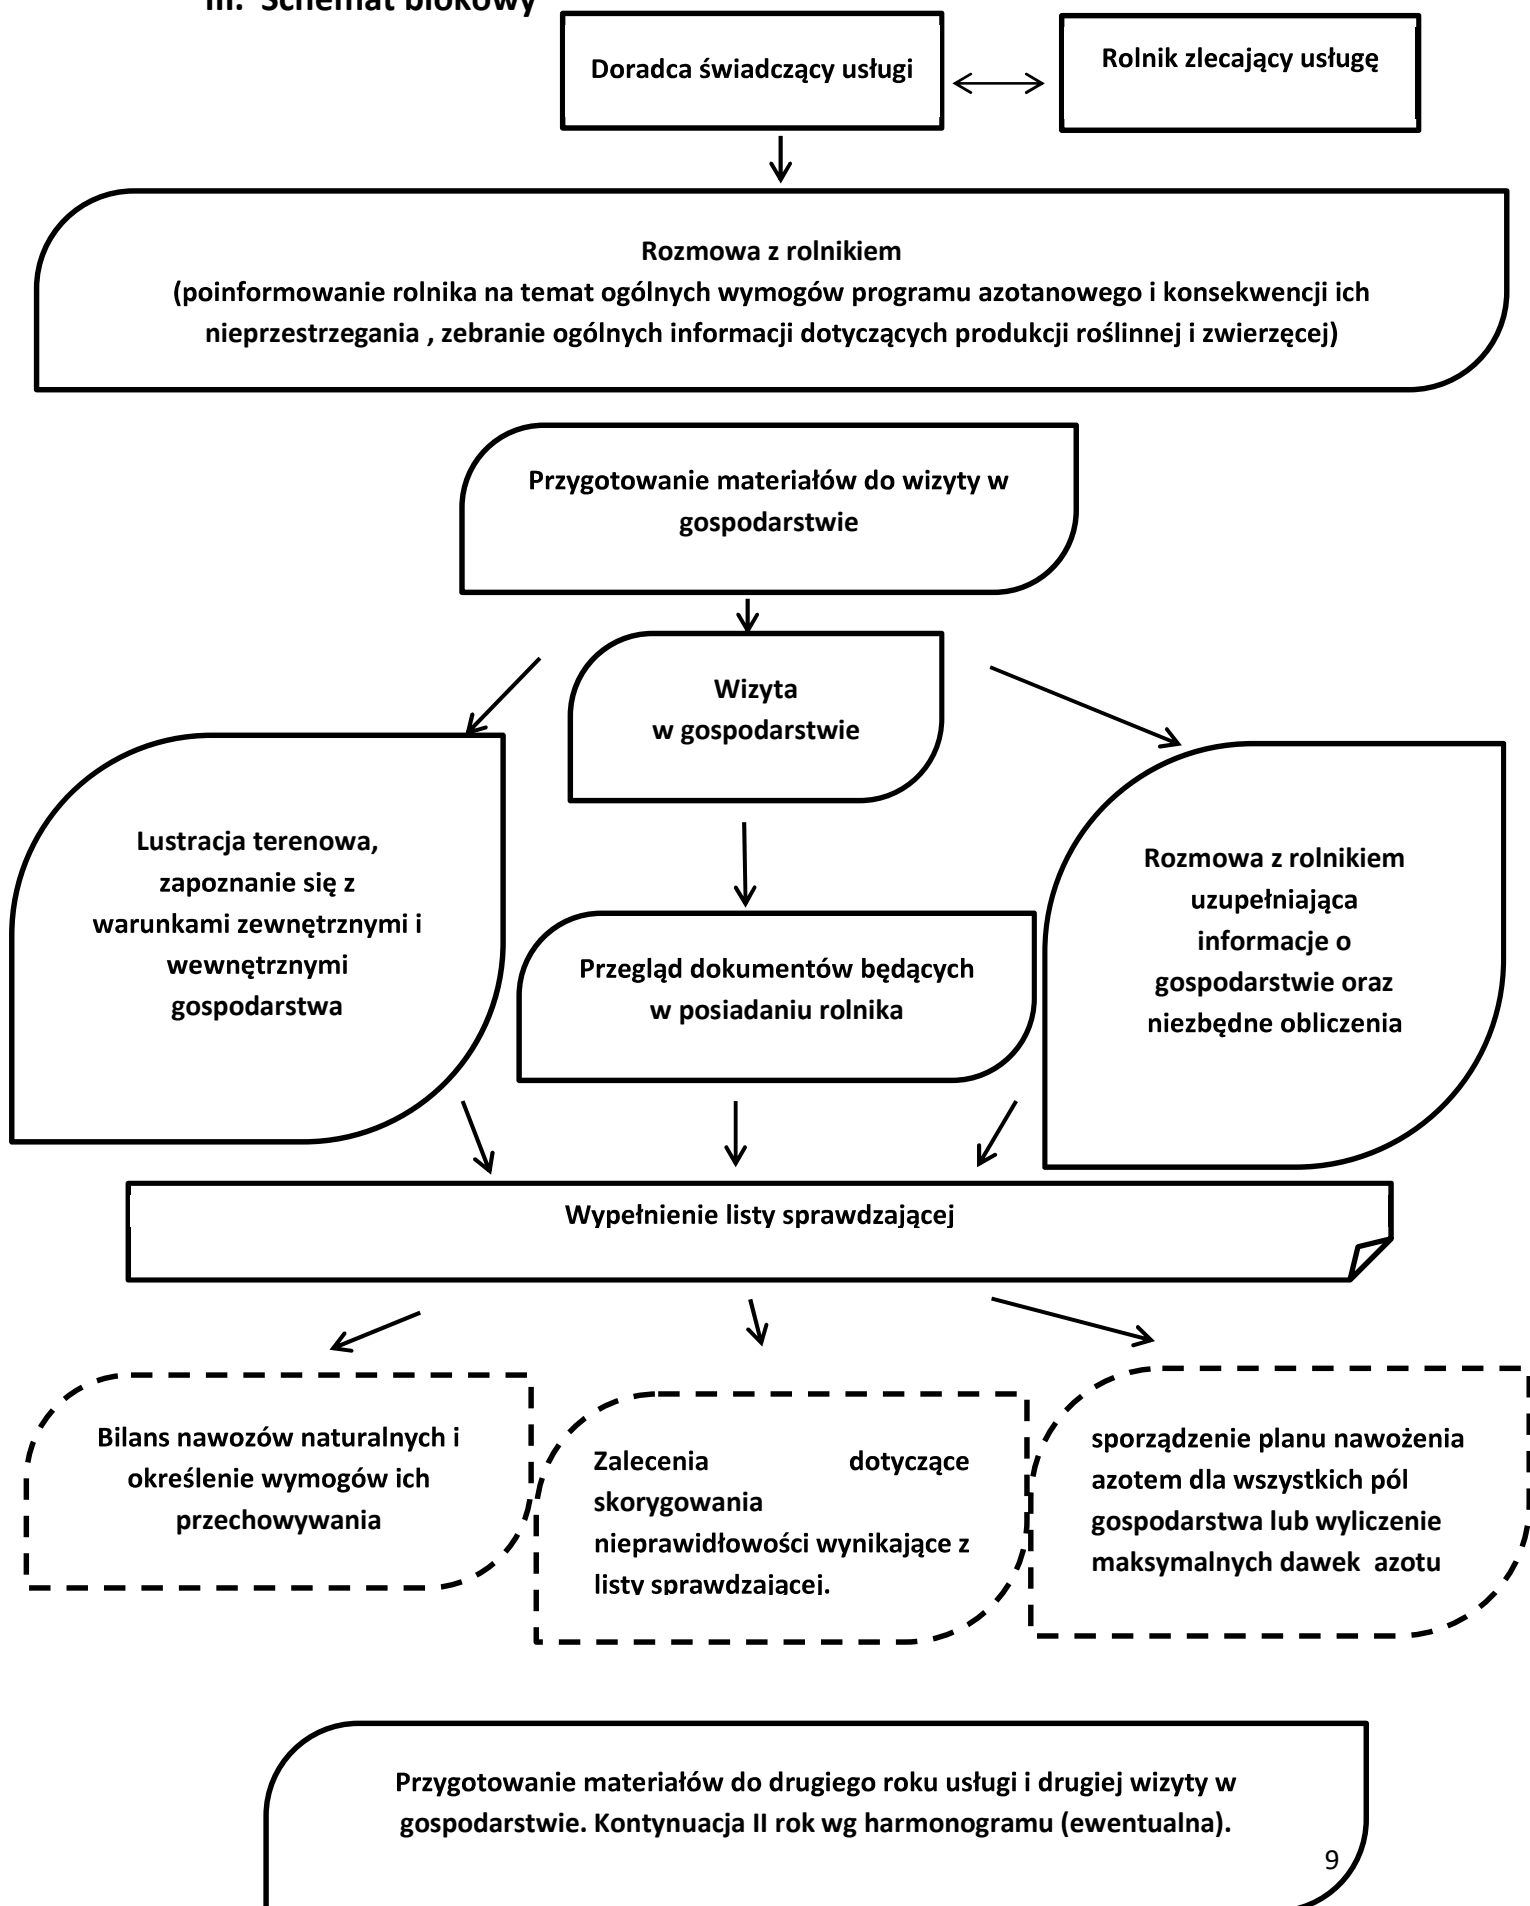 III. Schemat blokowy
Doradca świadczący usługi
Rolnik zlecający usługę
Rozmowa z rolnikiem
(poinformowanie rolnika na temat ogólnych wymogów programu azotanowego i konsekwencji ich
nieprzestrzegania , zebranie ogólnych informacji dotyczących produkcji roślinnej i zwierzęcej)
Przygotowanie materiałów do wizyty w
gospodarstwie
Wizyta
w gospodarstwie
Lustracja terenowa,
zapoznanie się z
warunkami zewnętrznymi i
wewnętrznymi
gospodarstwa
Przegląd dokumentów będących
w posiadaniu rolnika
Rozmowa z rolnikiem
uzupełniająca
informacje o
gospodarstwie oraz
niezbędne obliczenia
Wypełnienie listy sprawdzającej
Bilans nawozów naturalnych i
określenie wymogów ich
przechowywania
Zalecenia dotyczące
skorygowania
nieprawidłowości wynikające z
listy sprawdzającej.
sporządzenie planu nawożenia
azotem dla wszystkich pól
gospodarstwa lub wyliczenie
maksymalnych dawek azotu
Przygotowanie materiałów do drugiego roku usługi i drugiej wizyty w
gospodarstwie. Kontynuacja II rok wg harmonogramu (ewentualna).
9